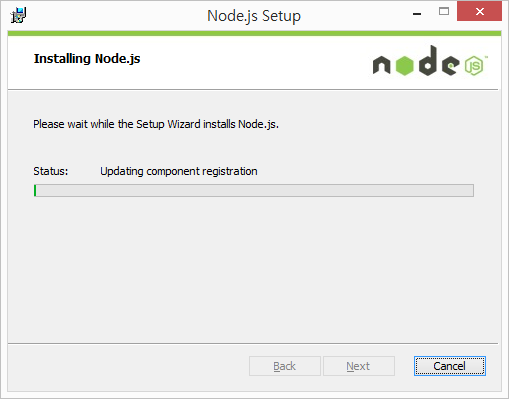 Node.js Setup
Installing Node.js
node
JS
™
Please wait while the Setup Wizard installs Node.js.
Status: Updating component registration
Back Next Cancel